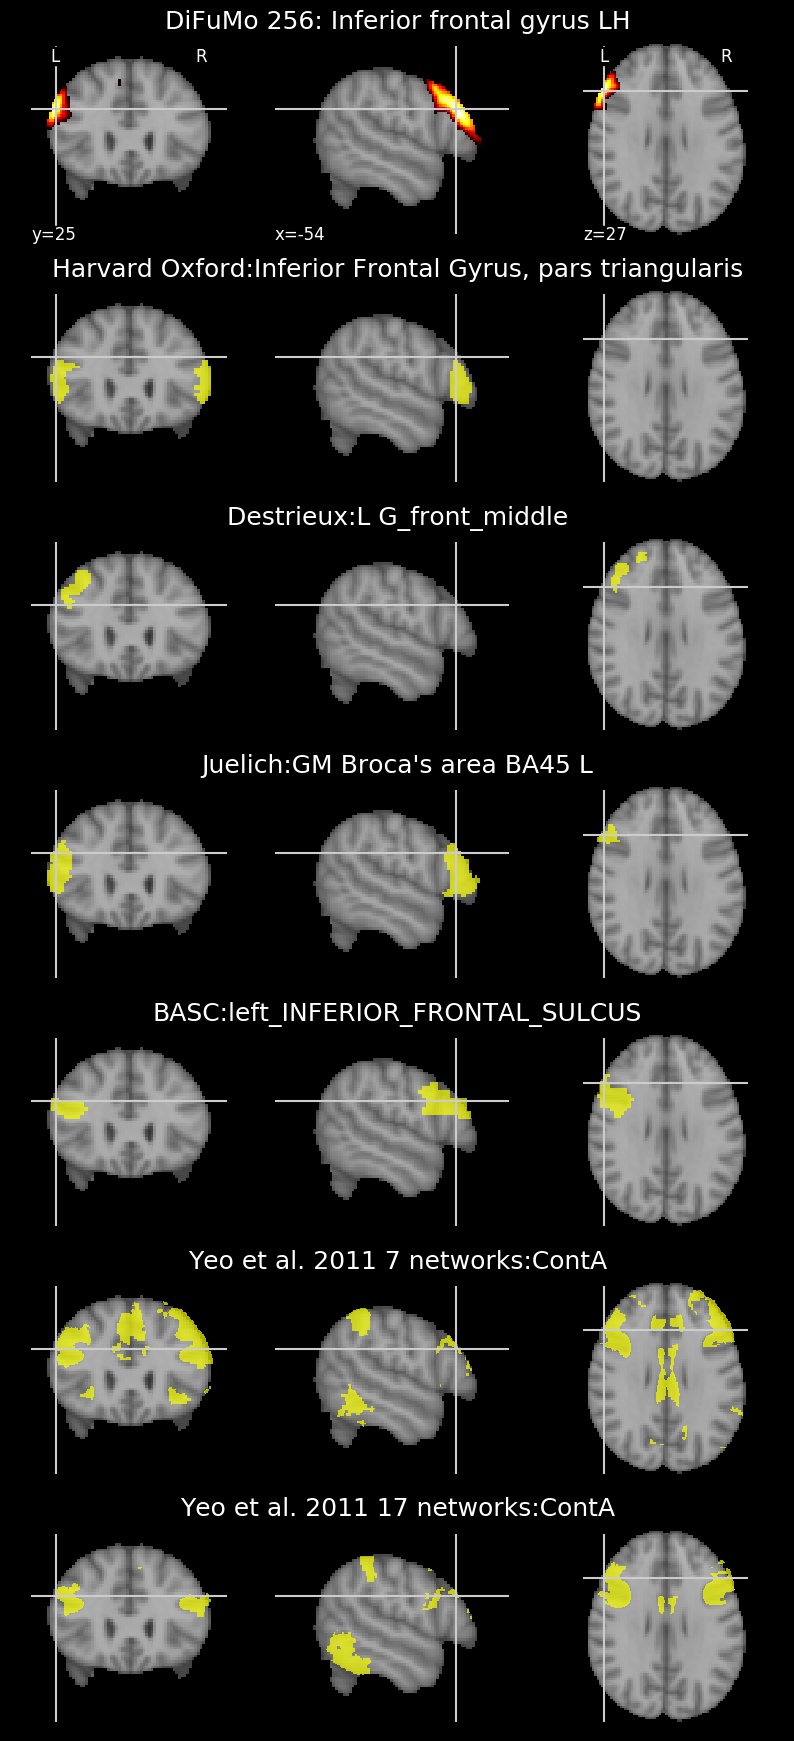 DiFuMo 256: Inferior frontal gyrus LH
L R L R
y=25 x=-54 z=27
Harvard Oxford:Inferior Frontal Gyrus, pars triangularis
Destrieux:L G_front_middle
Juelich:GM Broca's area BA45 L
BASC:left_INFERIOR_FRONTAL_SULCUS
Yeo et al. 2011 7 networks:ContA
Yeo et al. 2011 17 networks:ContA